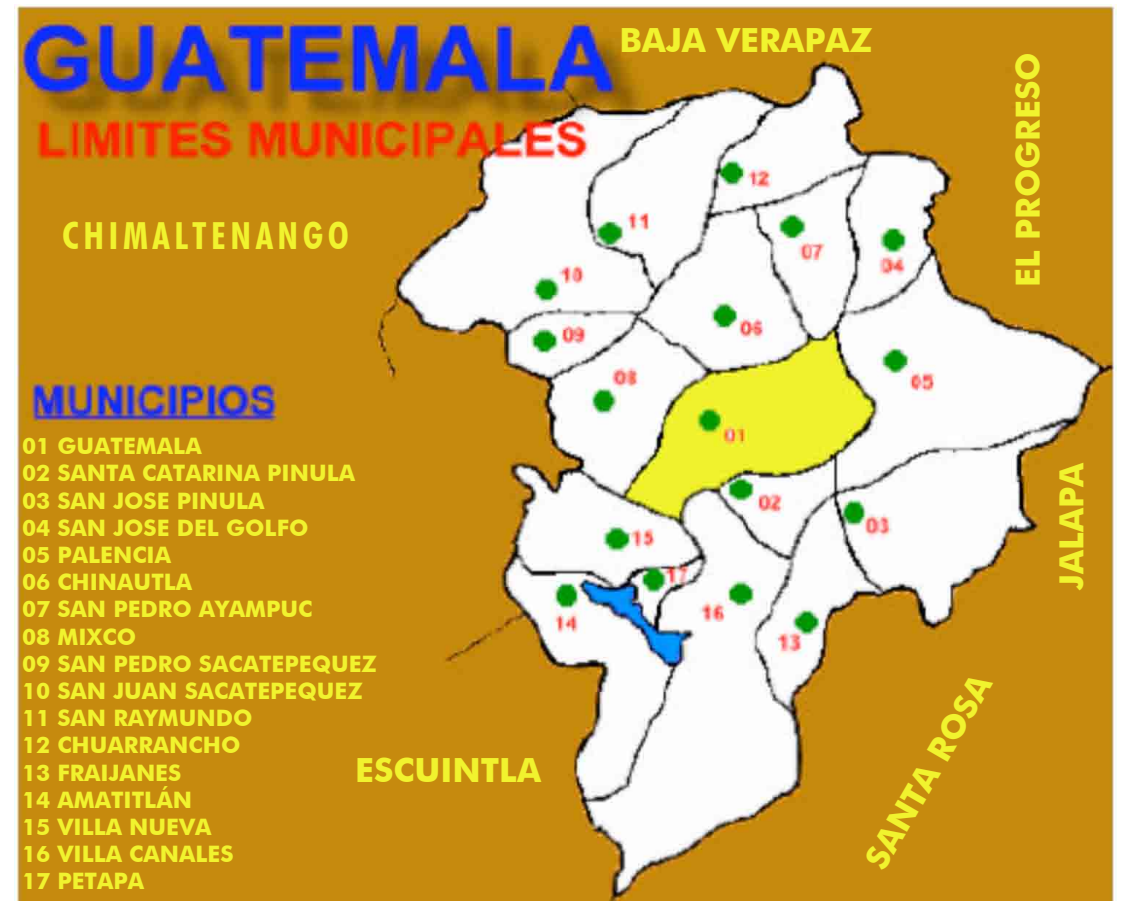 GUATEMALA
LIMITES MUNICIPALES
BAJA VERAPAZ
EL PROGRESO
CHIMALTENANGO
JALAPA
SANTA ROSA
ESCUINTLA
12
11
07
04
10
06
09
05
08
01
02
03
15
17
14
16
13
MUNICIPIOS
01 GUATEMALA
02 SANTA CATARINA PINULA
03 SAN JOSE PINULA
04 SAN JOSE DEL GOLFO
05 PALENCIA
06 CHINAUTLA
07 SAN PEDRO AYAMPUC
08 MIXCO
09 SAN PEDRO SACATEPEQUEZ
10 SAN JUAN SACATEPEQUEZ
11 SAN RAYMUNDO
12 CHUARRANCHO
13 FRAIJANES
14 AMATITLÁN
15 VILLA NUEVA
16 VILLA CANALES
17 PETAPA